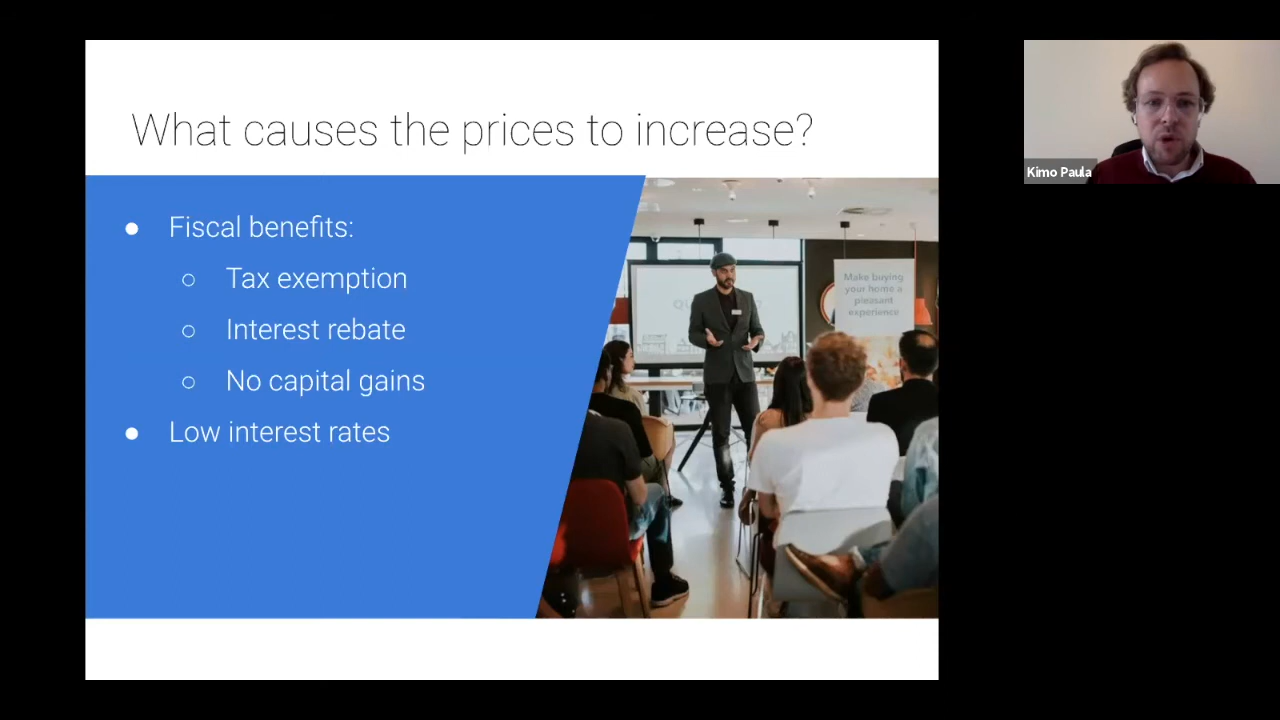 What causes the prices to increase?
Fiscal benefits:
Tax exemption
Interest rebate
No capital gains
Low interest rates
Make buying
your home a
pleasant
experience
Kimo Paula